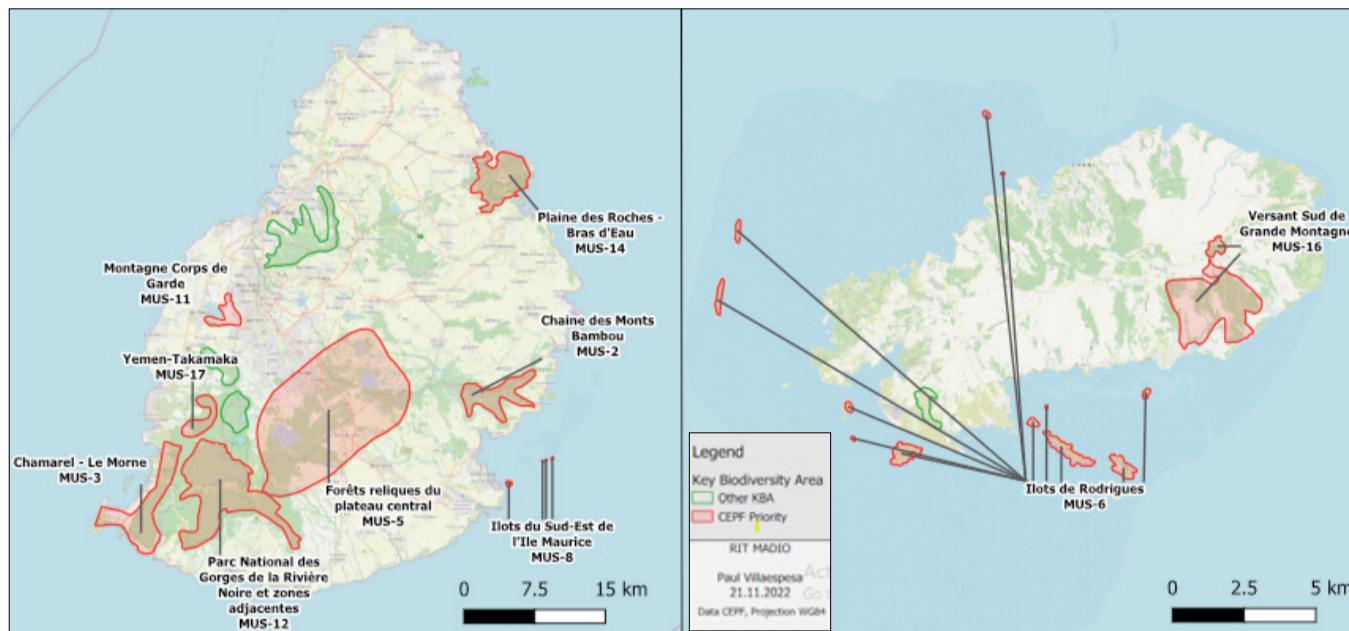 Plaine des Roches -
Bras d'Eau
MUS-14
Montagne Corps de
Garde
MUS-11
Chaine des Monts
Bambou
MUS-2
Yemen-Takamaka
MUS-17
Chamarel - Le Morne
MUS-3
Forêts reliques du
plateau central
MUS-5
Ilots du Sud-Est de
l'Ile Maurice
MUS-8
Parc National des
Gorges de la Rivière
Noire et zones
adjacentes
MUS-12
0 7.5 15 km
Versant Sud de
Grande Montagne
MUS-16
Ilots de Rodrigues
MUS-6
Legend
Key Biodiversity Area
Other KBA
CEPF Priority
RIT MADIO
Paul Villaespesa
21.11.2022
Data CEPF, Projection WG84
0 2.5 5 km